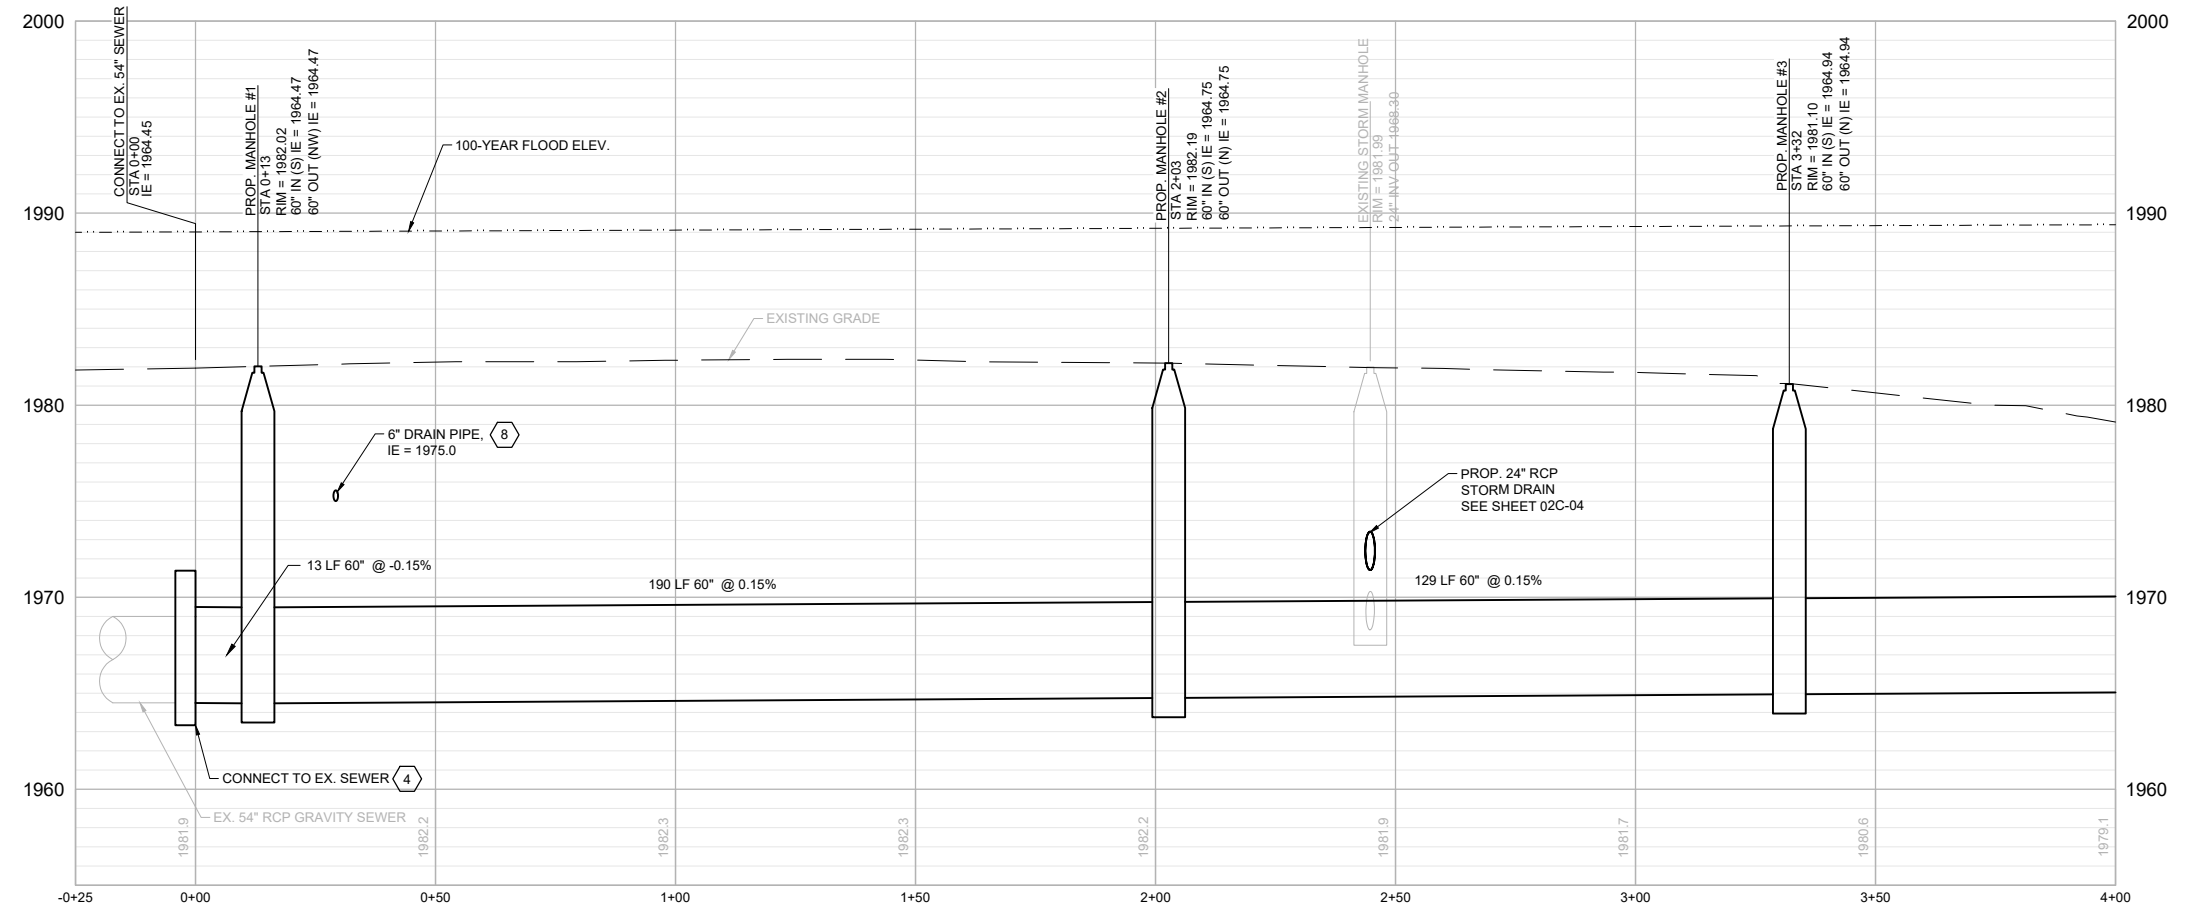 2000
2000
CONNECT TO EX. 54" SEWER
STA 0+00
IE = 1964.45
PROP. MANHOLE #1
STA 0+13
RIM = 1982.02
60" IN (S) IE = 1964.47
60" OUT (NW) IE = 1964.47
PROP. MANHOLE #2
STA 2+03
RIM = 1982.19
60" IN (S) IE = 1964.75
60" OUT (N) IE = 1964.75
EXISTING STORM MANHOLE
RIM = 1981.99
24" INV OUT 1968.30
PROP. MANHOLE #3
STA 3+32
RIM = 1981.10
60" IN (S) IE = 1964.94
60" OUT (N) IE = 1964.94
100-YEAR FLOOD ELEV.
1990
1990
EXISTING GRADE
1980
1980
6" DRAIN PIPE, 8
IE = 1975.0
PROP. 24" RCP
STORM DRAIN
SEE SHEET 02C-04
13 LF 60" @ -0.15%
190 LF 60" @ 0.15%
129 LF 60" @ 0.15%
1970
1970
CONNECT TO EX. SEWER 4
1960
1960
EX. 54" RCP GRAVITY SEWER
1981.9
1982.2
1982.3
1982.3
1982.2
1981.9
1981.7
1980.6
1979.1
-0+25
0+00
0+50
1+00
1+50
2+00
2+50
3+00
3+50
4+00